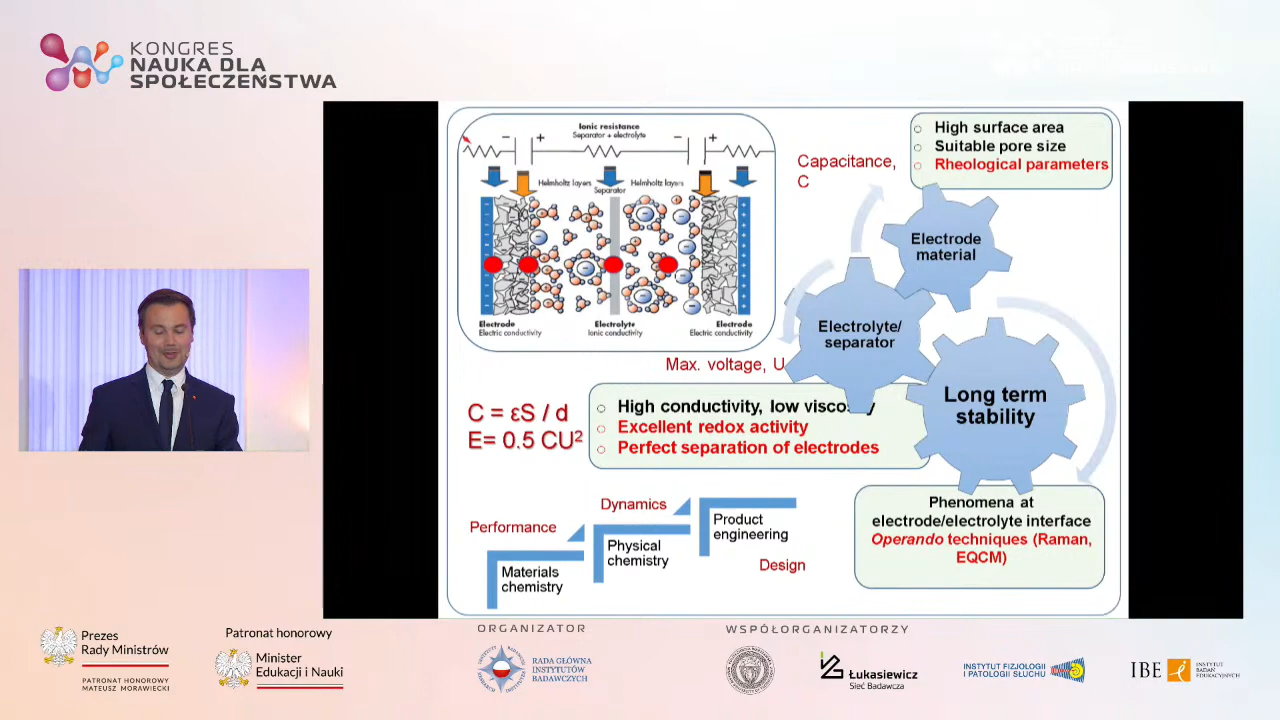 KONGRES
NAUKA DLA
SPOŁECZEŃSTWA
Ionic resistance
Separator + electrolyte
− + − +
Helmholtz layers Helmholtz layers
Separator
Electrode
Electric conductivity
Electrolyte
Ionic conductivity
Electrode
Electric conductivity
Capacitance,
C
High surface area
Suitable pore size
Rheological parameters
Electrode
material
Electrolyte/
separator
Long term
stability
Max. voltage, U
C = εS / d
E= 0.5 CU²
High conductivity, low
Excellent redox activity
Perfect separation of electrodes
Phenomena at
electrode/electrolyte interface
Operando techniques (Raman,
EQCM)
Performance
Dynamics
Design
Materials
chemistry
Physical
chemistry
Product
engineering
Prezes
Rady Ministrów
PATRONAT HONOROWY
MATEUSZ MORAWIECKI
Patronat honorowy
Minister
Edukacji i Nauki
ORGANIZATOR
RADA GŁÓWNA
INSTYTUTÓW
BADAWCZYCH
WSPÓŁORGANIZATORZY
Łukasiewicz
Sieć Badawcza
INSTYTUT FIZJOLOGII
I PATOLOGII SŁUCHU
IBE
INSTYTUT
BADAŃ
EDUKACYJNYCH